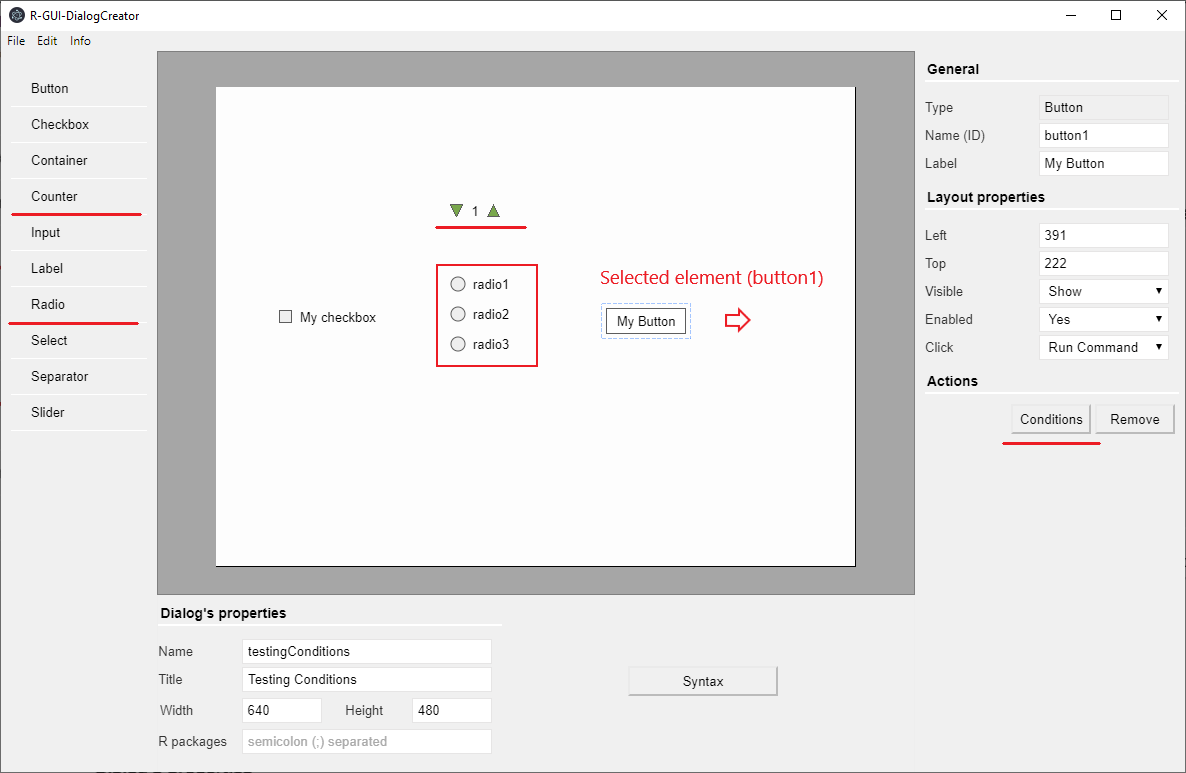 R-GUI-DialogCreator
File Edit Info
Button
Checkbox
Container
Counter
Input
Label
Radio
Select
Separator
Slider
1
radio1
radio2
radio3
My checkbox
Selected element (button1)
My Button
General
Type Button
Name (ID) button1
Label My Button
Layout properties
Left 391
Top 222
Visible Show
Enabled Yes
Click Run Command
Actions
Conditions Remove
Dialog's properties
Name testingConditions
Title Testing Conditions
Width 640 Height 480
R packages semicolon (;) separated
Syntax